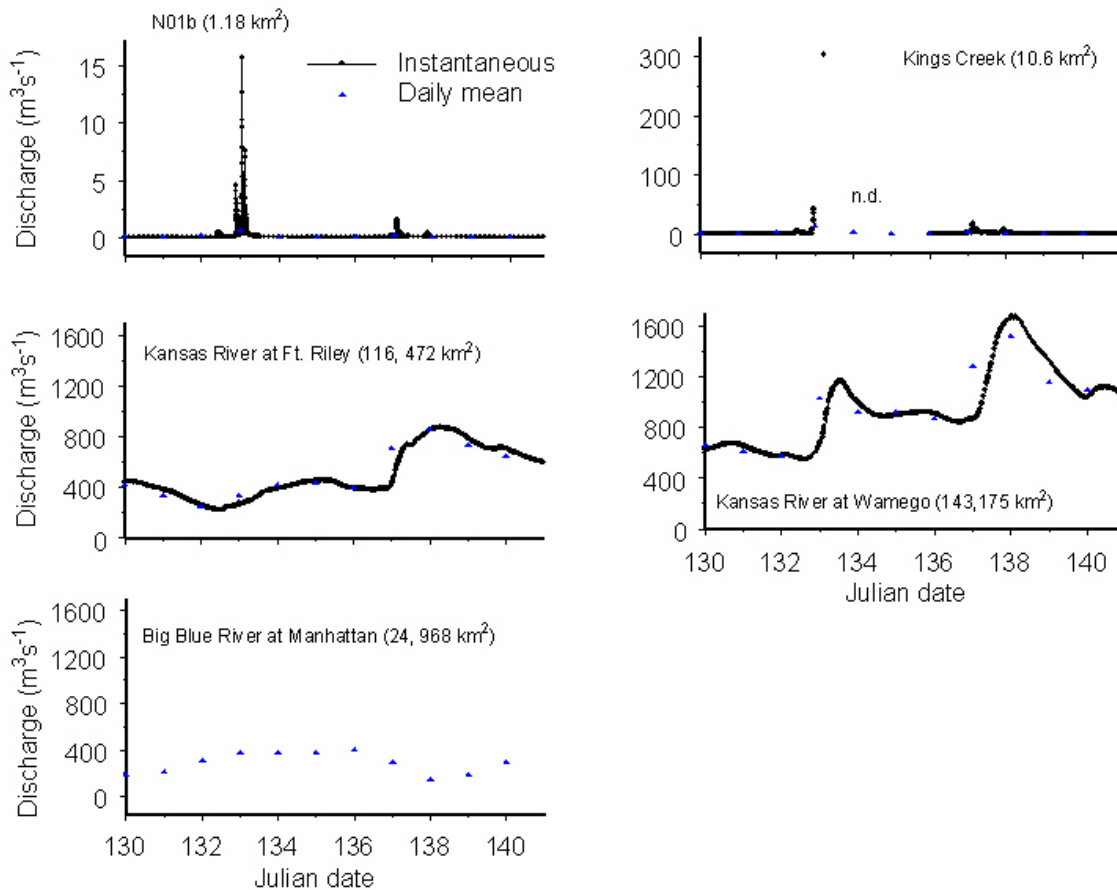 N01b (1.18 km²)
Discharge (m³s⁻¹)
15
10
5
0
Instantaneous
Daily mean
Kings Creek (10.6 km²)
300
200
100
0
n.d.
Discharge (m³s⁻¹)
1600
1200
800
400
0
Kansas River at Ft. Riley (116, 472 km²)
1600
1200
800
400
0
Kansas River at Wamego (143,175 km²)
130 132 134 136 138 140
Julian date
Discharge (m³s⁻¹)
1600
1200
800
400
0
Big Blue River at Manhattan (24, 968 km²)
130 132 134 136 138 140
Julian date